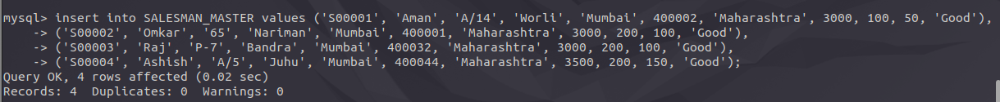 mysql> insert into SALESMAN_MASTER values ('S00001', 'Aman', 'A/14', 'Worli', 'Mumbai', 400002, 'Maharashtra', 3000, 100, 50, 'Good'),
-> ('S00002', 'Omkar', '65', 'Nariman', 'Mumbai', 400001, 'Maharashtra', 3000, 200, 100, 'Good'),
-> ('S00003', 'Raj', 'P-7', 'Bandra', 'Mumbai', 400032, 'Maharashtra', 3000, 200, 100, 'Good'),
-> ('S00004', 'Ashish', 'A/5', 'Juhu', 'Mumbai', 400044, 'Maharashtra', 3500, 200, 150, 'Good');
Query OK, 4 rows affected (0.02 sec)
Records: 4  Duplicates: 0  Warnings: 0